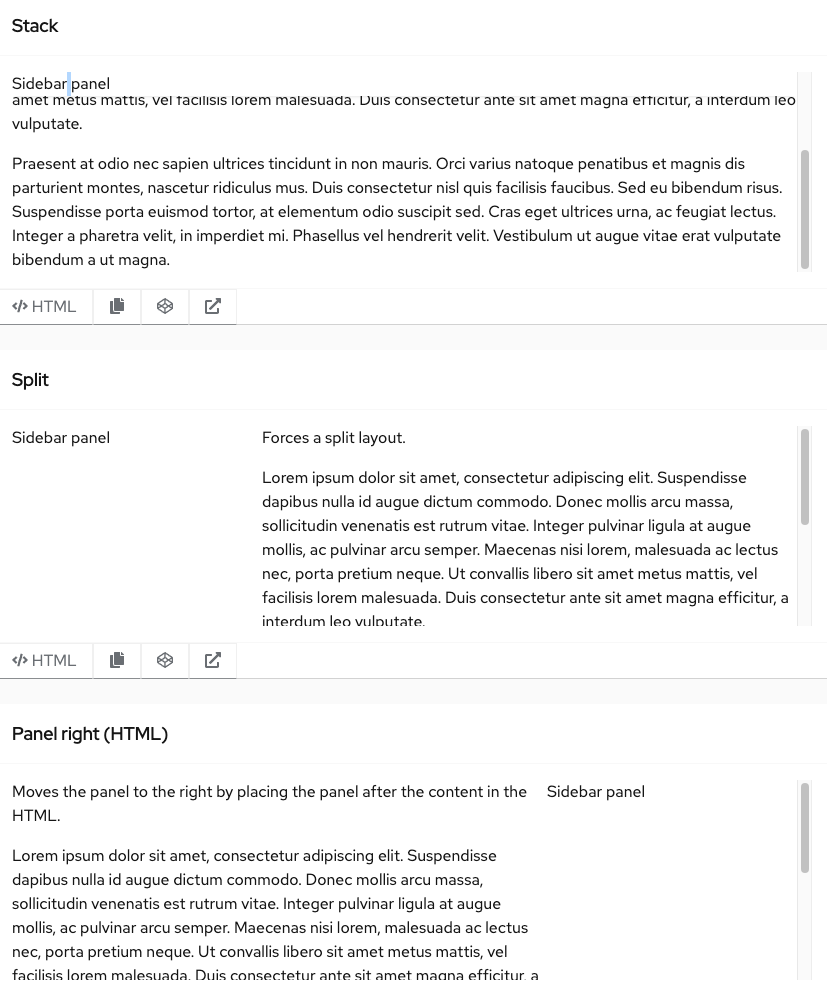 Stack
Sidebar panel
amet metus mattis, vel facilisis lorem malesuada. Duis consectetur ante sit amet magna efficitur, a interdum leo
vulputate.
Praesent at odio nec sapien ultrices tincidunt in non mauris. Orci varius natoque penatibus et magnis dis
parturient montes, nascetur ridiculus mus. Duis consectetur nisl quis facilisis faucibus. Sed eu bibendum risus.
Suspendisse porta euismod tortor, at elementum odio suscipit sed. Cras eget ultrices urna, ac feugiat lectus.
Integer a pharetra velit, in imperdiet mi. Phasellus vel hendrerit velit. Vestibulum ut augue vitae erat vulputate
bibendum a ut magna.
HTML
Split
Sidebar panel
Forces a split layout.
Lorem ipsum dolor sit amet, consectetur adipiscing elit. Suspendisse
dapibus nulla id augue dictum commodo. Donec mollis arcu massa,
sollicitudin venenatis est rutrum vitae. Integer pulvinar ligula at augue
mollis, ac pulvinar arcu semper. Maecenas nisi lorem, malesuada ac lectus
nec, porta pretium neque. Ut convallis libero sit amet metus mattis, vel
facilisis lorem malesuada. Duis consectetur ante sit amet magna efficitur, a
interdum leo vulputate.
HTML
Panel right (HTML)
Moves the panel to the right by placing the panel after the content in the
HTML.
Sidebar panel
Lorem ipsum dolor sit amet, consectetur adipiscing elit. Suspendisse
dapibus nulla id augue dictum commodo. Donec mollis arcu massa,
sollicitudin venenatis est rutrum vitae. Integer pulvinar ligula at augue
mollis, ac pulvinar arcu semper. Maecenas nisi lorem, malesuada ac lectus
nec, porta pretium neque. Ut convallis libero sit amet metus mattis, vel
facilisis lorem malesuada. Duis consectetur ante sit amet magna efficitur, a